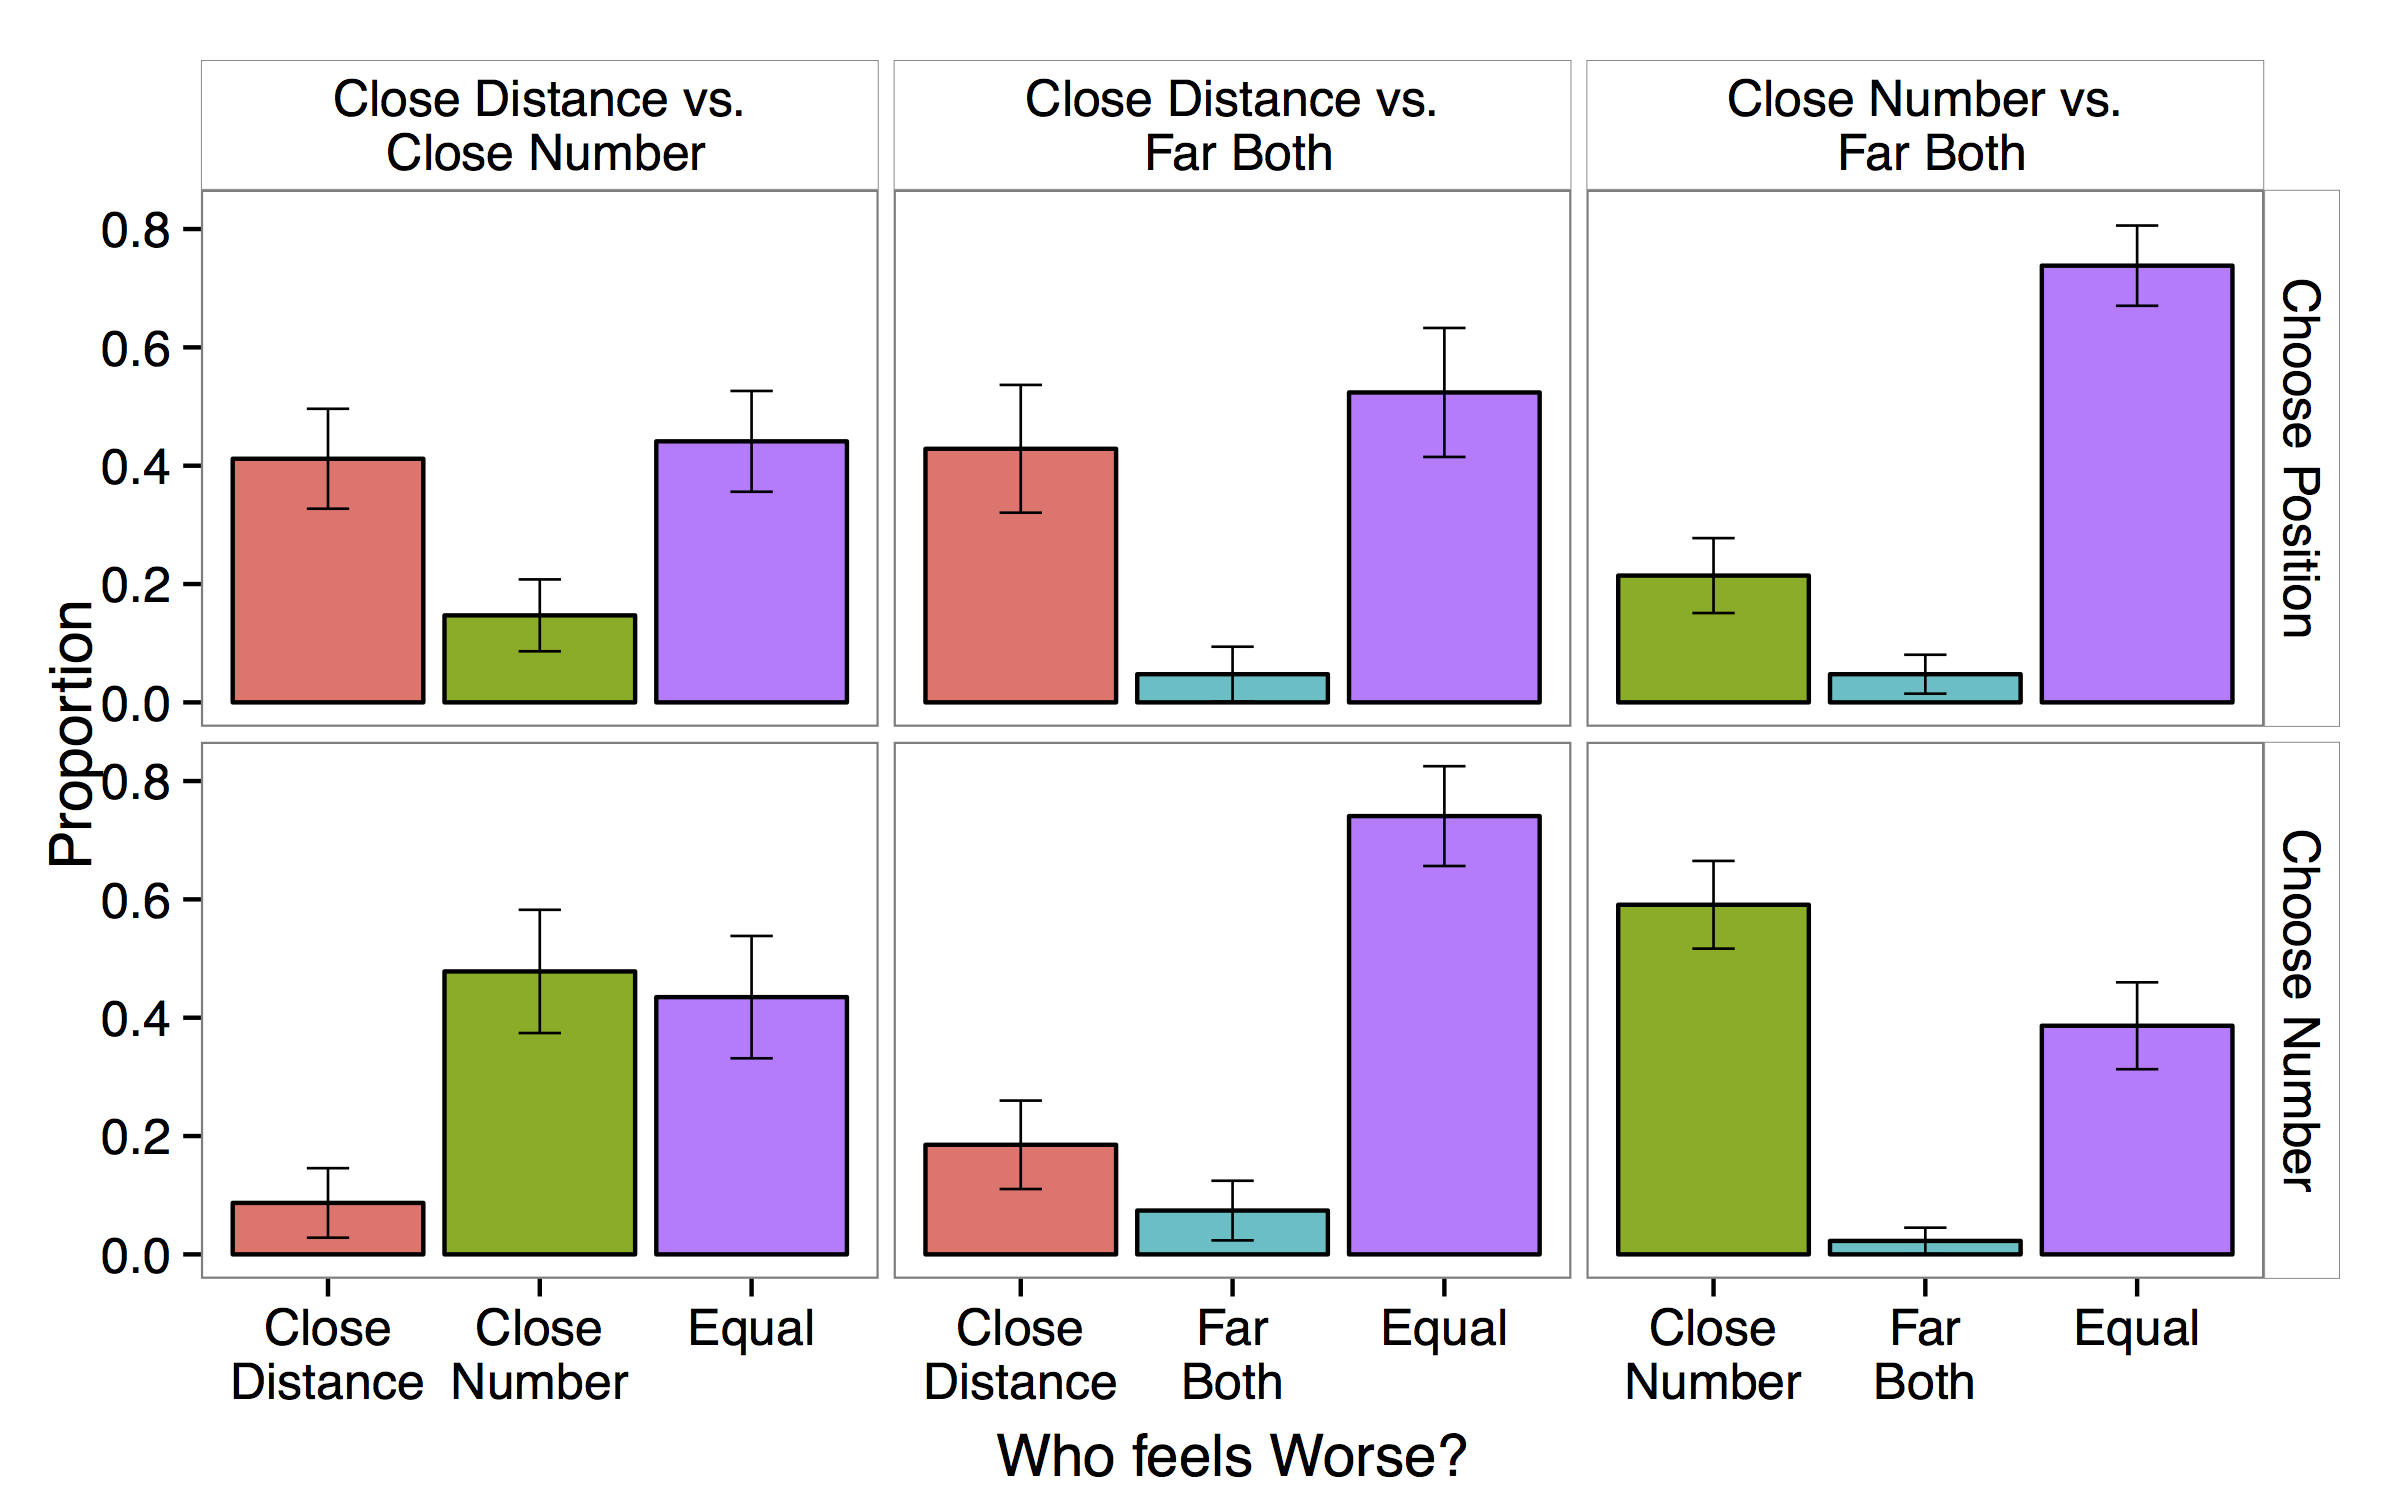 Close Distance vs.
Close Number
Close Distance vs.
Far Both
Close Number vs.
Far Both
0.8
0.6
0.4
0.2
0.0
Choose Position
Proportion
0.8
0.6
0.4
0.2
0.0
Choose Number
Close
Distance
Close
Number
Equal
Close
Distance
Far
Both
Equal
Close
Number
Far
Both
Equal
Who feels Worse?